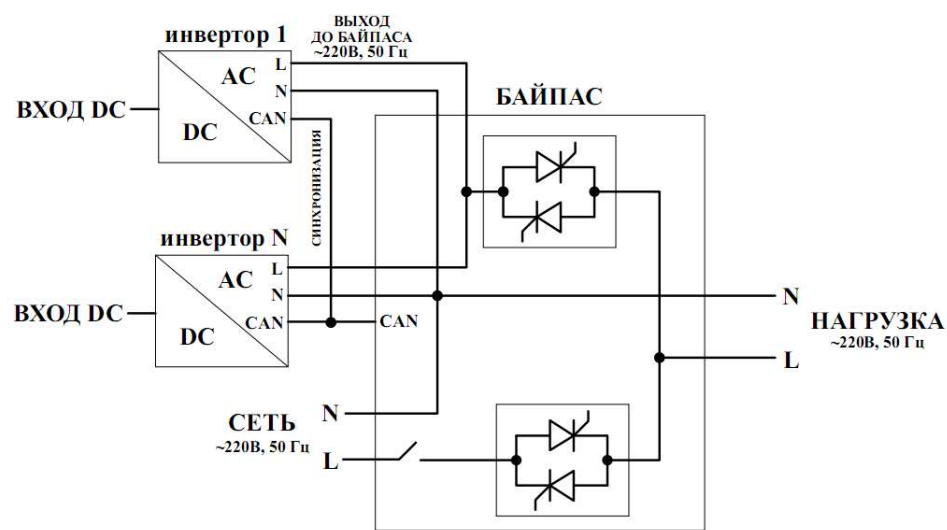 инвертор 1
ВЫХОД
ДО БАЙПАСА
~220В, 50 Гц
ВХОД DC
AC
DC
L
N
CAN
СИНХРОНИЗАЦИЯ
БАЙПАС
инвертор N
ВХОД DC
AC
DC
L
N
CAN
CAN
N
НАГРУЗКА
~220В, 50 Гц
L
N
СЕТЬ
~220В, 50 Гц
L